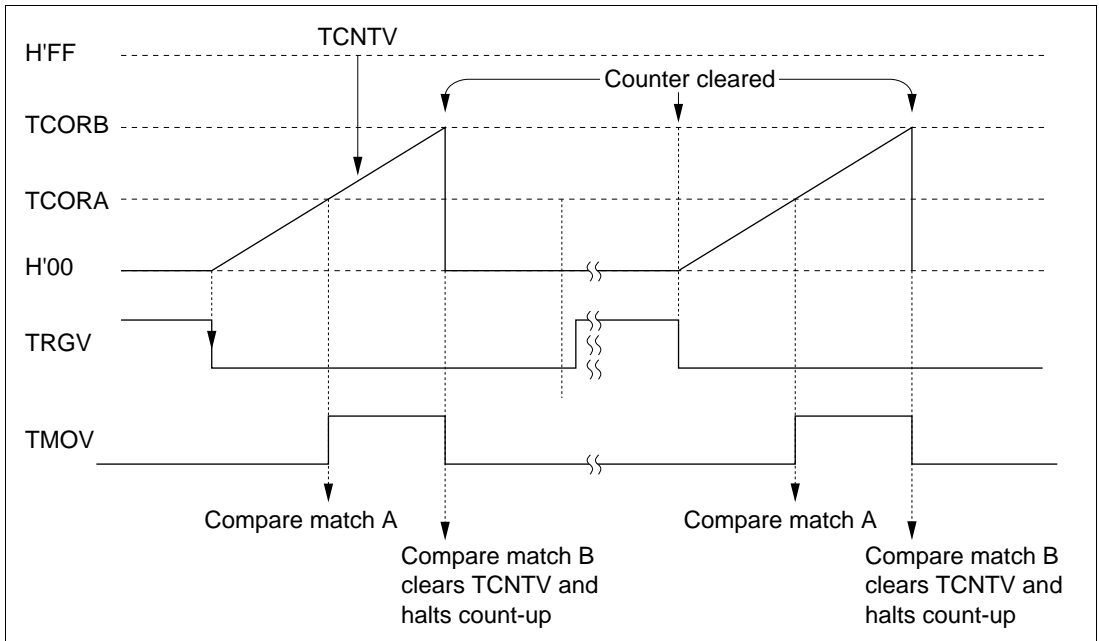 TCNTV
H'FF
Counter cleared
TCORB
TCORA
H'00
TRGV
TMOV
Compare match A
Compare match A
Compare match B
clears TCNTV and
halts count-up
Compare match B
clears TCNTV and
halts count-up